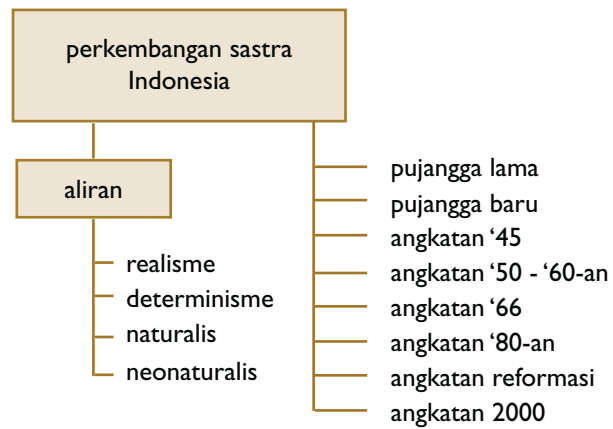 perkembangan sastra
Indonesia
aliran
realisme
determinisme
naturalis
neonaturalis
pujangga lama
pujangga baru
angkatan ‘45
angkatan ‘50 - ‘60-an
angkatan ‘66
angkatan ‘80-an
angkatan reformasi
angkatan 2000